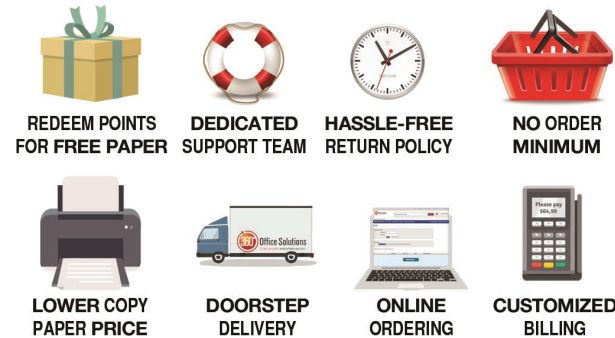 REDEEM POINTS
FOR FREE PAPER
DEDICATED
SUPPORT TEAM
HASSLE-FREE
RETURN POLICY
NO ORDER
MINIMUM
360°
Office Solutions
Please pay
$64,99
LOWER COPY
PAPER PRICE
DOORSTEP
DELIVERY
ONLINE
ORDERING
CUSTOMIZED
BILLING